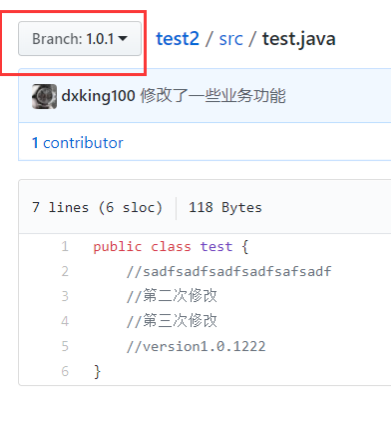 Branch: 1.0.1
test2 / src / test.java
dxking100 修改了一些业务功能
1 contributor
7 lines (6 sloc) 118 Bytes
1 public class test {
2 //sadfsadfsadfsadfsafsadf
3 //第二次修改
4 //第三次修改
5 //version1.0.1222
6 }